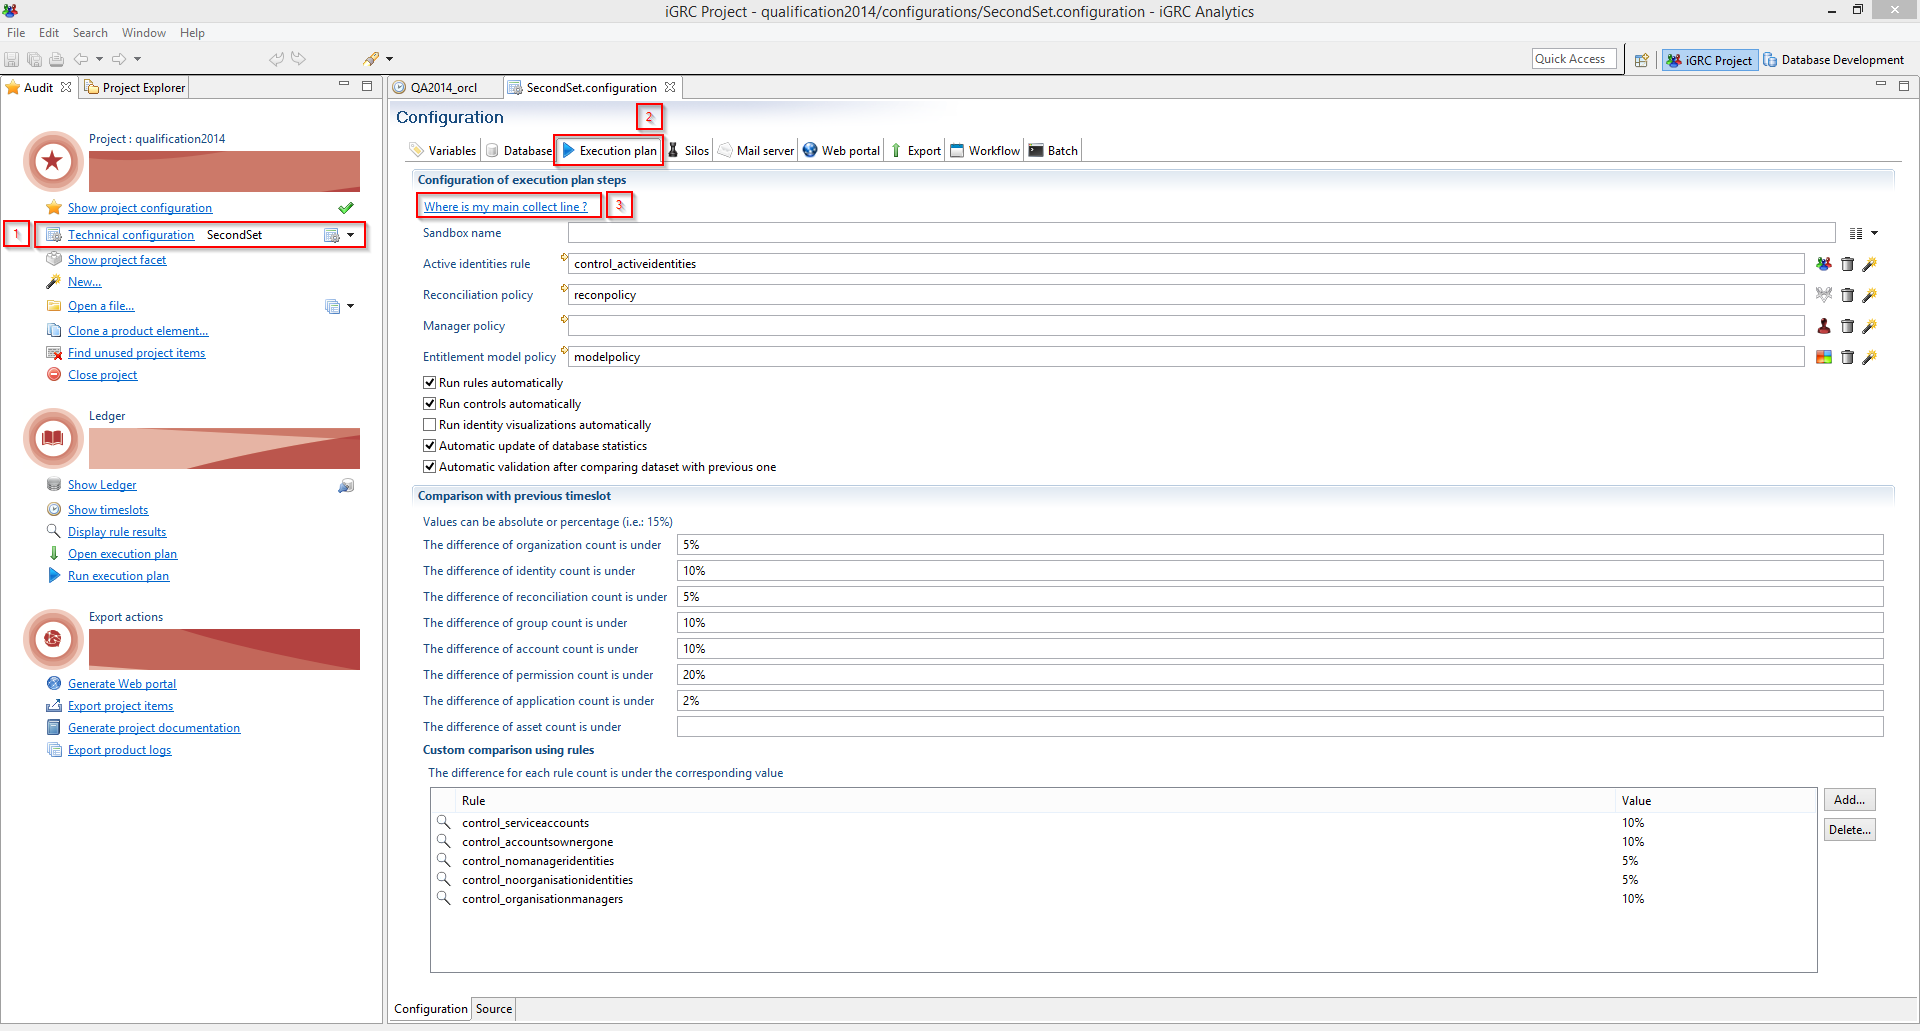 iGRC Project - qualification2014/configurations/SecondSet.configuration - iGRC Analytics
File Edit Search Window Help
Quick Access
iGRC Project
Database Development
Audit
Project Explorer
Project : qualification2014
Show project configuration
1
Technical configuration SecondSet
Show project facet
New...
Open a file...
Clone a product element...
Find unused project items
Close project
Ledger
Show Ledger
Show timeslots
Display rule results
Open execution plan
Run execution plan
Export actions
Generate Web portal
Export project items
Generate project documentation
Export product logs
QA2014_orcl
SecondSet.configuration
Configuration
2
Variables Database Execution plan Silos Mail server Web portal Export Workflow Batch
Configuration of execution plan steps
Where is my main collect line ?
3
Sandbox name
Active identities rule control_activeidentities
Reconciliation policy reconpolicy
Manager policy
Entitlement model policy modelpolicy
Run rules automatically
Run controls automatically
Run identity visualizations automatically
Automatic update of database statistics
Automatic validation after comparing dataset with previous one
Comparison with previous timeslot
Values can be absolute or percentage (i.e.: 15%)
The difference of organization count is under 5%
The difference of identity count is under 10%
The difference of reconciliation count is under 5%
The difference of group count is under 10%
The difference of account count is under 10%
The difference of permission count is under 20%
The difference of application count is under 2%
The difference of asset count is under
Custom comparison using rules
The difference for each rule count is under the corresponding value
Rule Value
control_serviceaccounts 10%
control_accountsownergone 10%
control_nomanageridentities 5%
control_noorganisationidentities 5%
control_organisationmanagers 10%
Add...
Delete...
Configuration Source